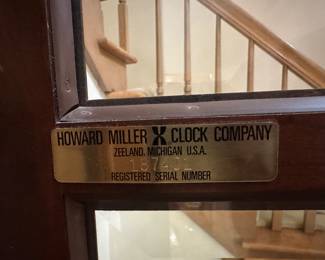 HOWARD MILLER CLOCK COMPANY
ZEELAND, MICHIGAN U.S.A.
REGISTERED SERIAL NUMBER